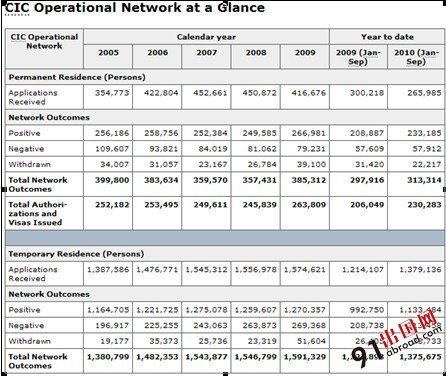 CIC Operational Network at a Glance
CIC Operational Calendar year Year to date
Network 2005 2006 2007 2008 2009 2009 (Jan- 2010 (Jan-
Sep) Sep)
Permanent Residence (Persons)
Applications 354,773 422,804 452,661 450,872 416,676 300,218 265,985
Received
Network Outcomes
Positive 256,186 258,756 252,384 249,585 266,981 208,887 233,185
Negative 109,607 93,821 84,019 81,062 79,231 57,609 57,912
Withdrawn 34,007 31,057 23,167 26,784 39,100 31,420 22,217
Total Network 399,800 383,634 359,570 357,431 385,312 297,916 313,314
Outcomes
Total Authori- 252,182 253,495 249,611 245,839 263,809 206,049 230,283
zations and
Visas Issued
Temporary Residence (Persons)
Applications 1,387,586 1,476,771 1,545,312 1,556,978 1,574,621 1,214,107 1,379,136
Received
Network Outcomes
Positive 1,164,705 1,221,725 1,275,078 1,259,607 1,270,357 992,750
Negative 196,917 225,255 243,063 263,873 269,368 208,738
Withdrawn 19,177 35,373 25,736 23,319 51,604
Total Network 1,380,799 1,482,353 1,543,877 1,546,799 1,591,329 1,375,675
Outcomes
91出国网
abroad.com